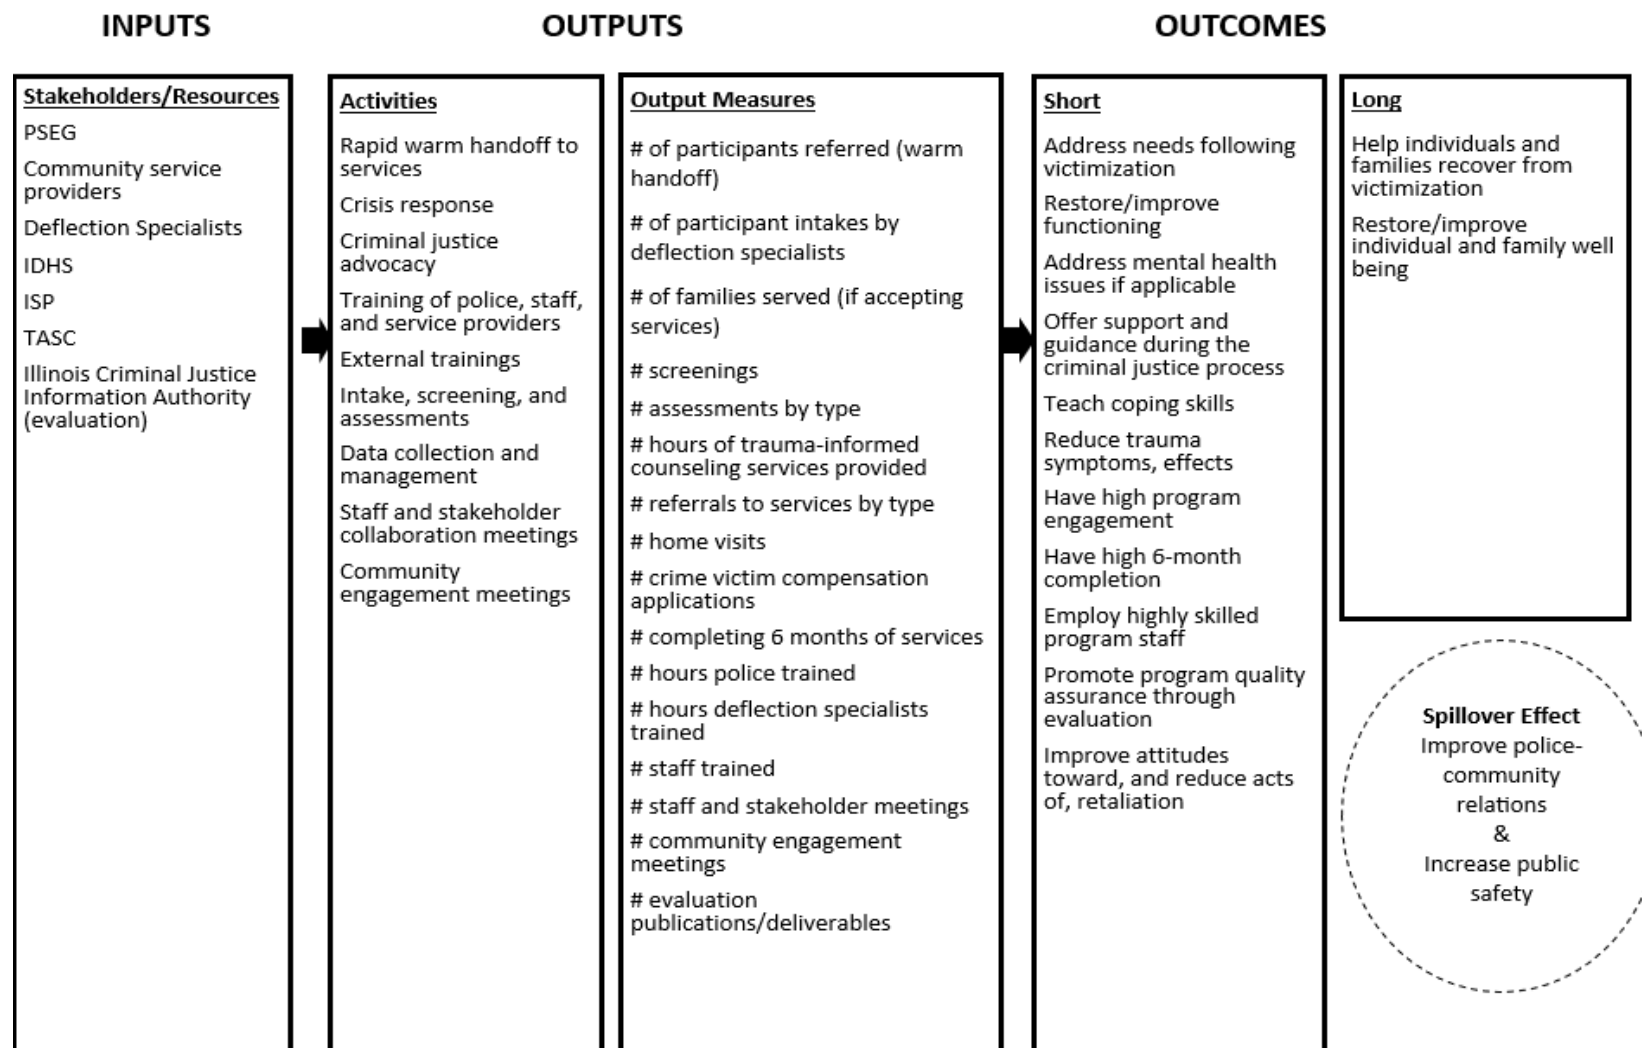 INPUTS
OUTPUTS
OUTCOMES
Stakeholders/Resources
PSEG
Community service
providers
Deflection Specialists
IDHS
ISP
TASC
Illinois Criminal Justice
Information Authority
(evaluation)
Activities
Rapid warm handoff to
services
Crisis response
Criminal justice
advocacy
Training of police, staff,
and service providers
External trainings
Intake, screening, and
assessments
Data collection and
management
Staff and stakeholder
collaboration meetings
Community
engagement meetings
Output Measures
# of participants referred (warm
handoff)
# of participant intakes by
deflection specialists
# of families served (if accepting
services)
# screenings
# assessments by type
# hours of trauma-informed
counseling services provided
# referrals to services by type
# home visits
# crime victim compensation
applications
# completing 6 months of services
# hours police trained
# hours deflection specialists
trained
# staff trained
# staff and stakeholder meetings
# community engagement
meetings
# evaluation
publications/deliverables
Short
Address needs following
victimization
Restore/improve
functioning
Address mental health
issues if applicable
Offer support and
guidance during the
criminal justice process
Teach coping skills
Reduce trauma
symptoms, effects
Have high program
engagement
Have high 6-month
completion
Employ highly skilled
program staff
Promote program quality
assurance through
evaluation
Improve attitudes
toward, and reduce acts
of, retaliation
Long
Help individuals and
families recover from
victimization
Restore/improve
individual and family well
being
Spillover Effect
Improve police-
community
relations
&
Increase public
safety